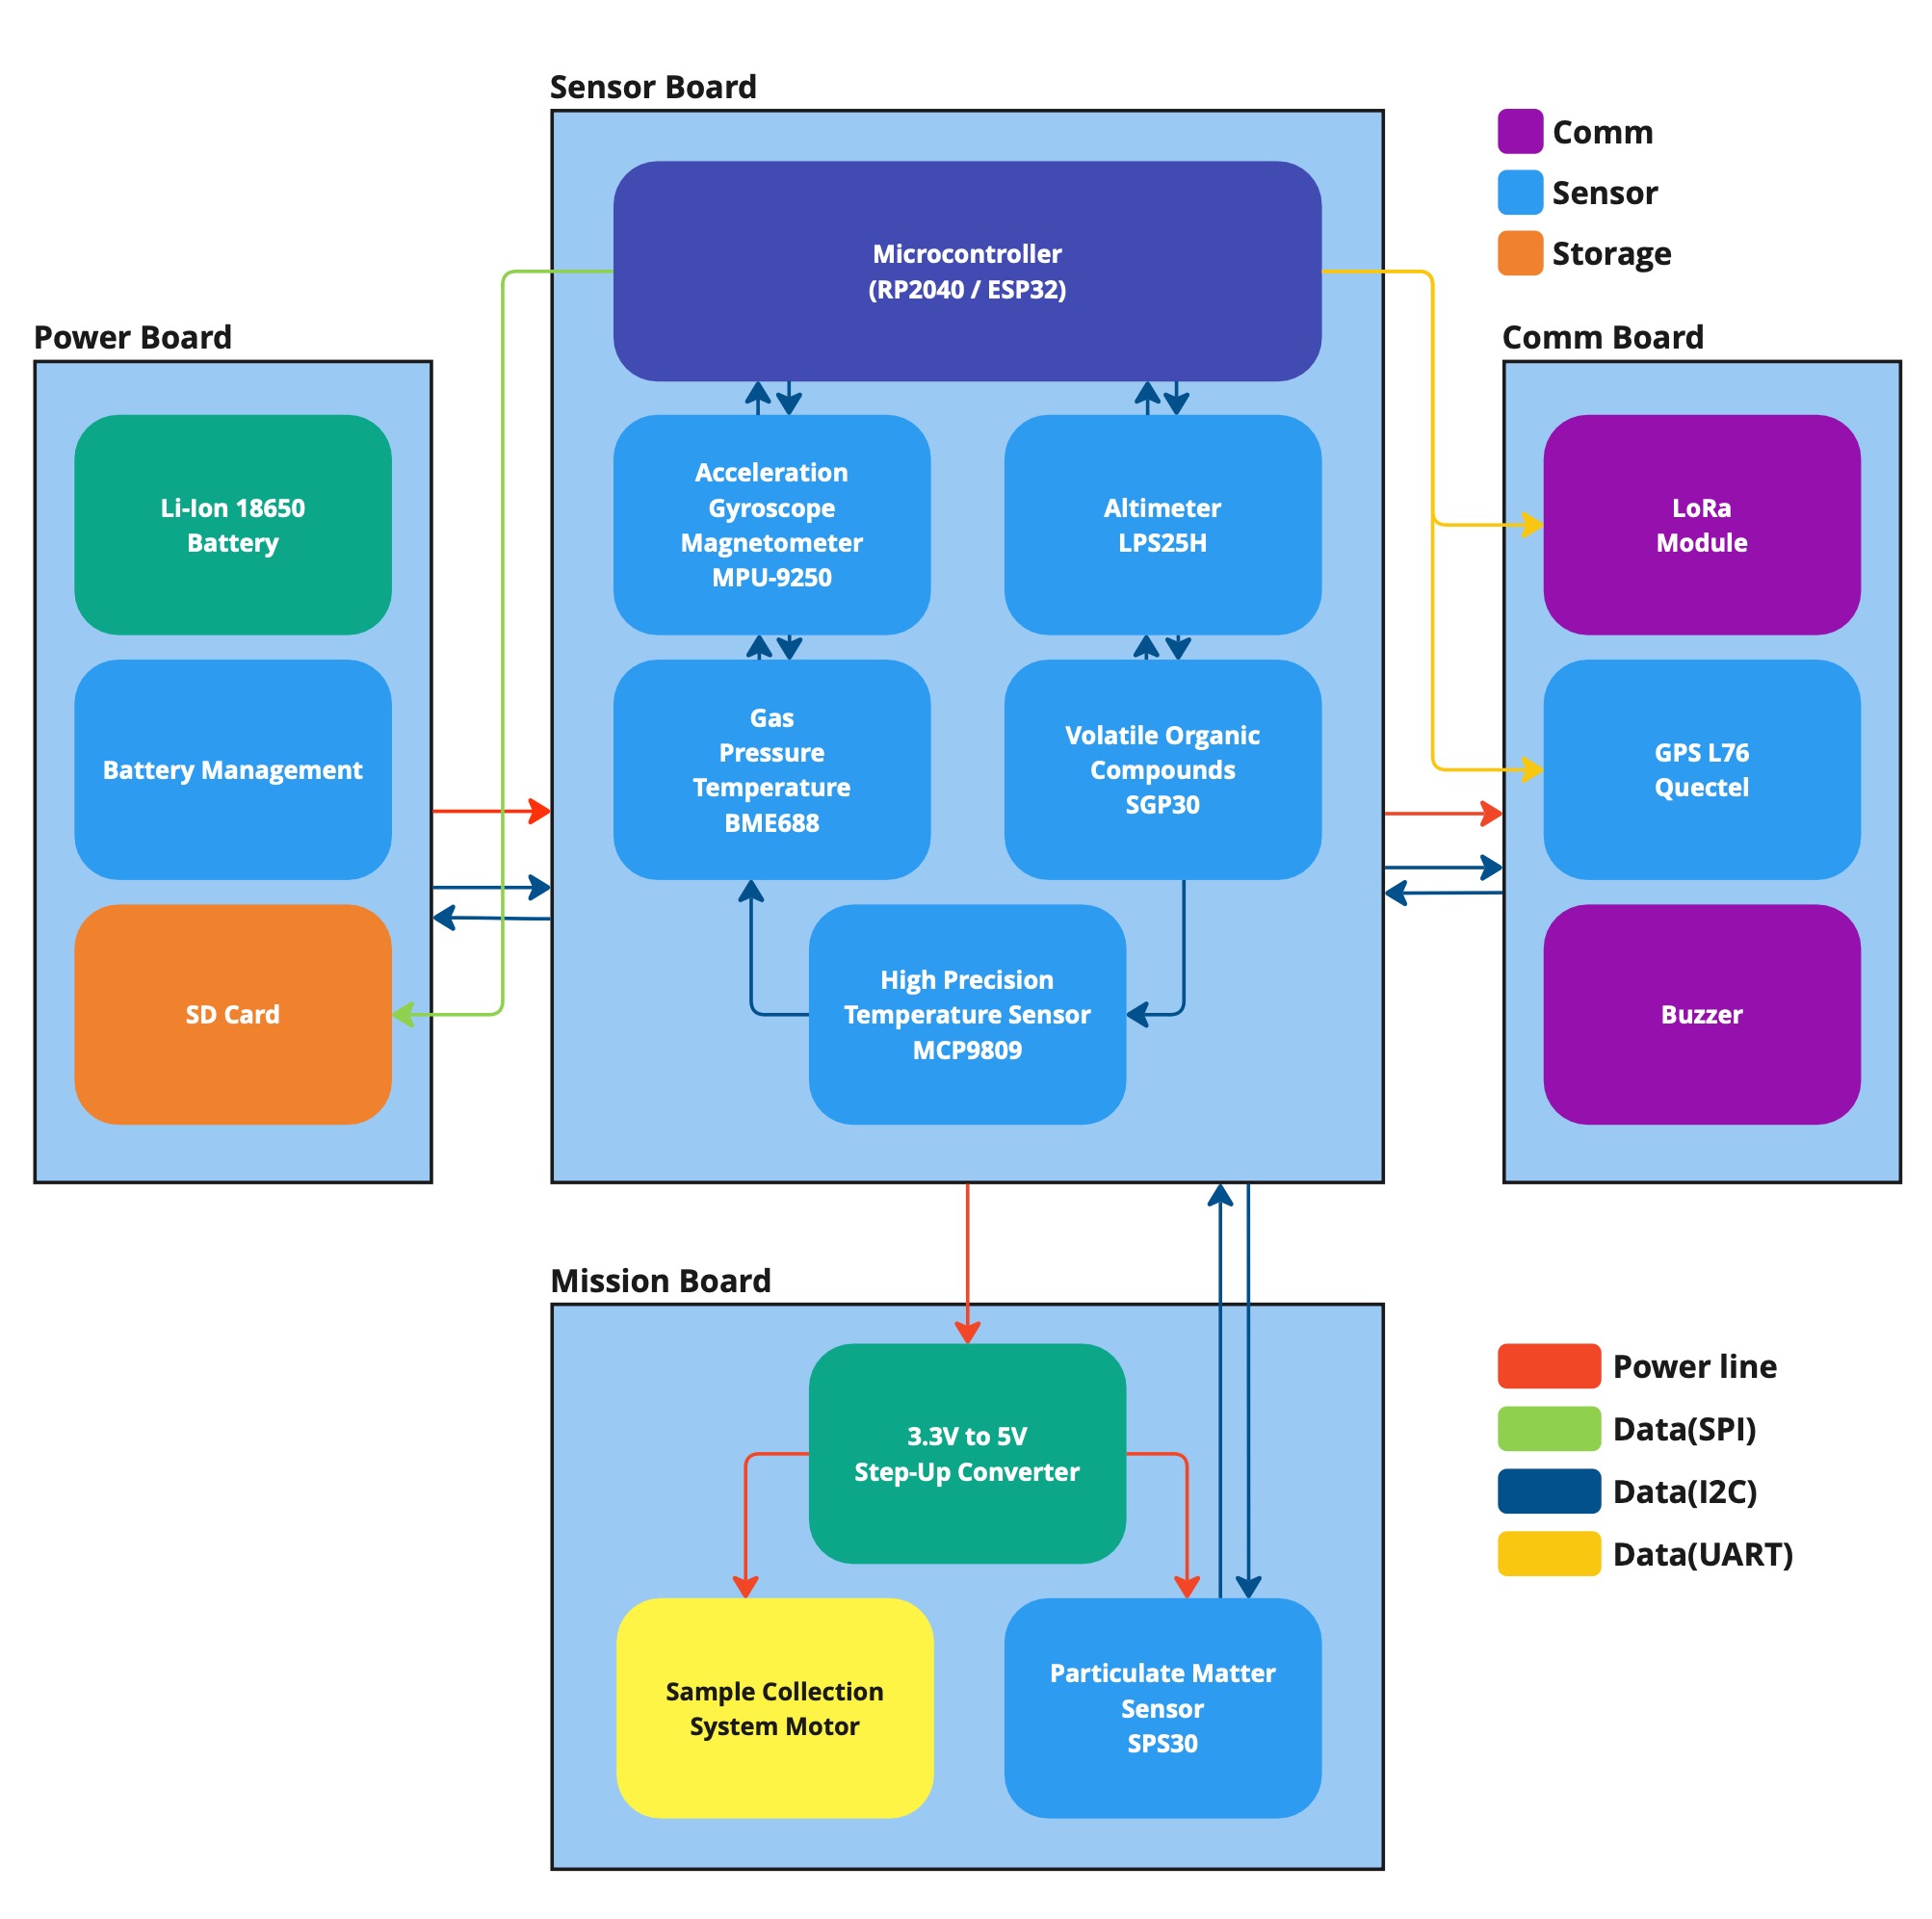 Sensor Board
Microcontroller
(RP2040 / ESP32)
Acceleration
Gyroscope
Magnetometer
MPU-9250
Altimeter
LPS25H
Gas
Pressure
Temperature
BME688
Volatile Organic
Compounds
SGP30
High Precision
Temperature Sensor
MCP9809
Comm
Sensor
Storage
Power Board
Li-Ion 18650
Battery
Battery Management
SD Card
Comm Board
LoRa
Module
GPS L76
Quectel
Buzzer
Mission Board
3.3V to 5V
Step-Up Converter
Sample Collection
System Motor
Particulate Matter
Sensor
SPS30
Power line
Data(SPI)
Data(I2C)
Data(UART)